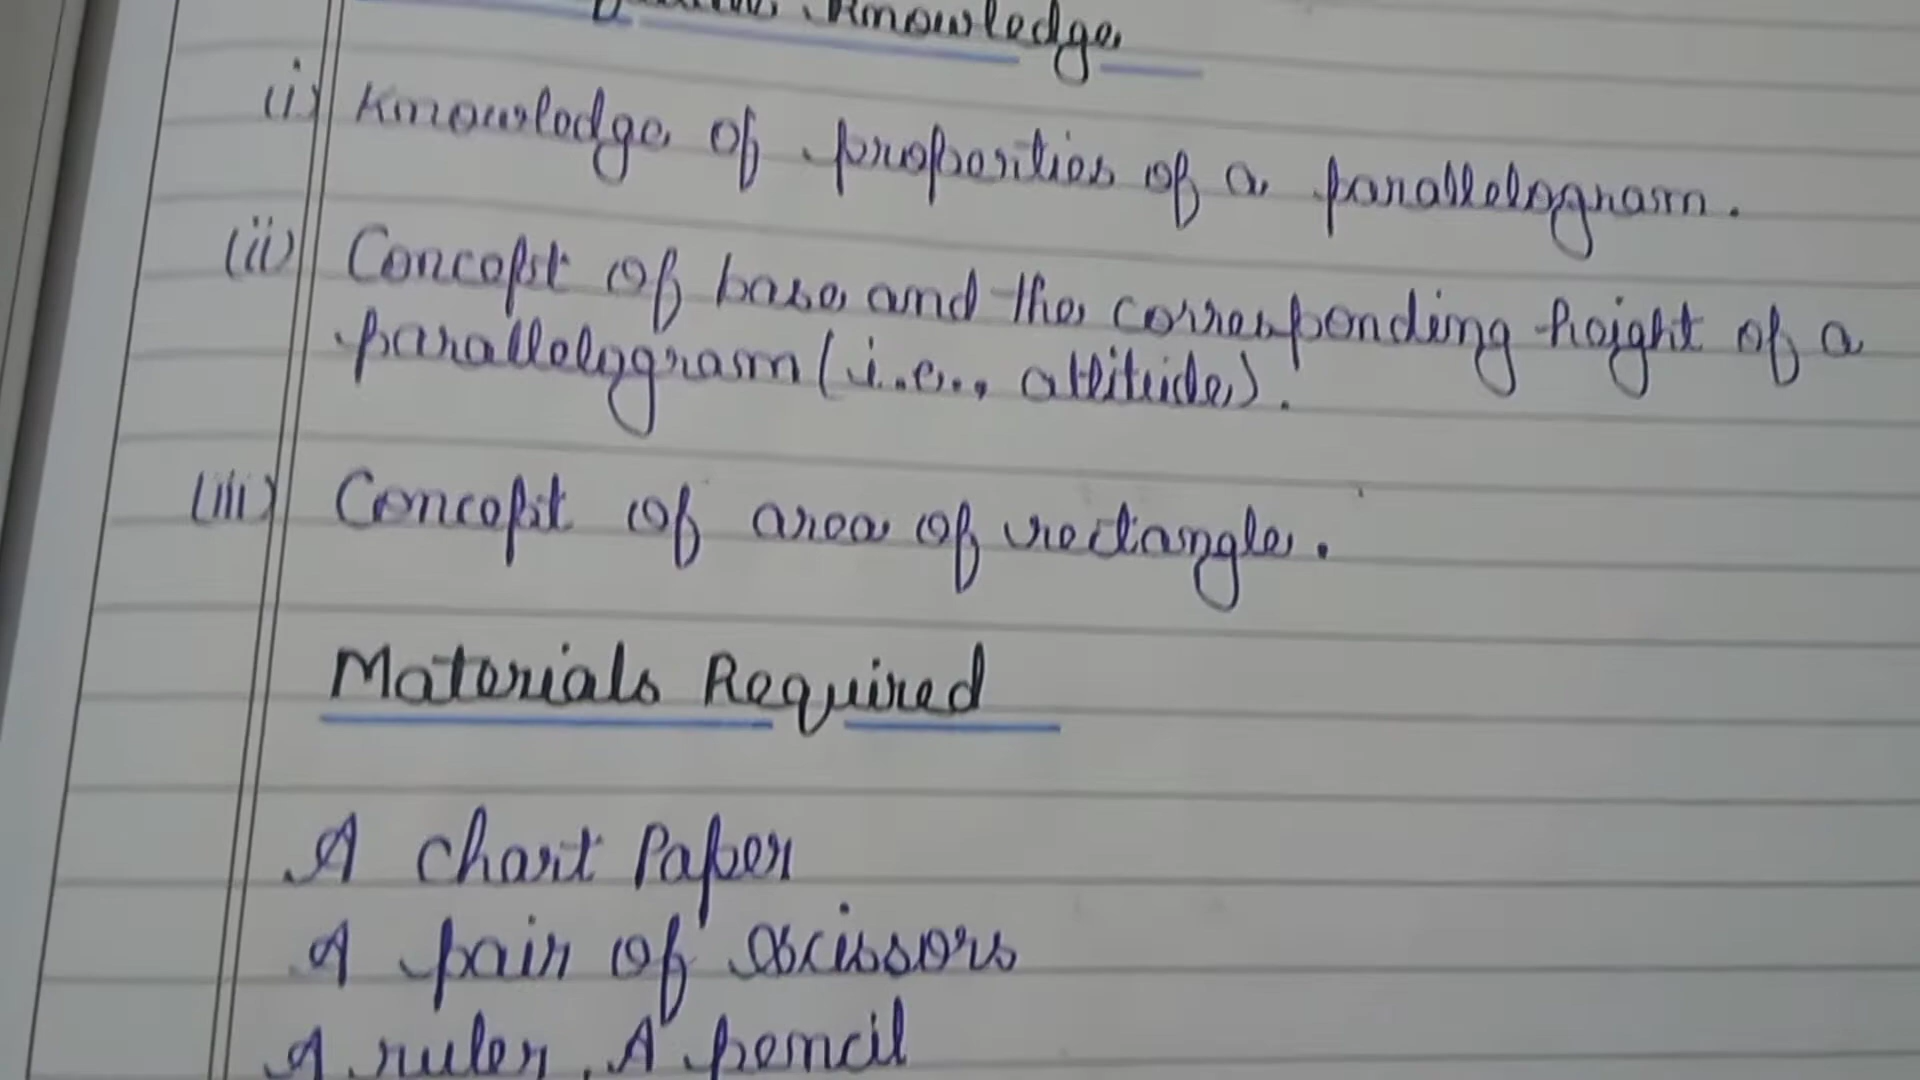 Knowledge
(i) Knowledge of properities of a parallelogram.
(ii) Concept of base and the corresponding height of a
parallelogram (i.e., altitude).
(iii) Concept of area of rectangle.
Materials Required
A chart Paper
A pair of scissors
A ruler, A pencil